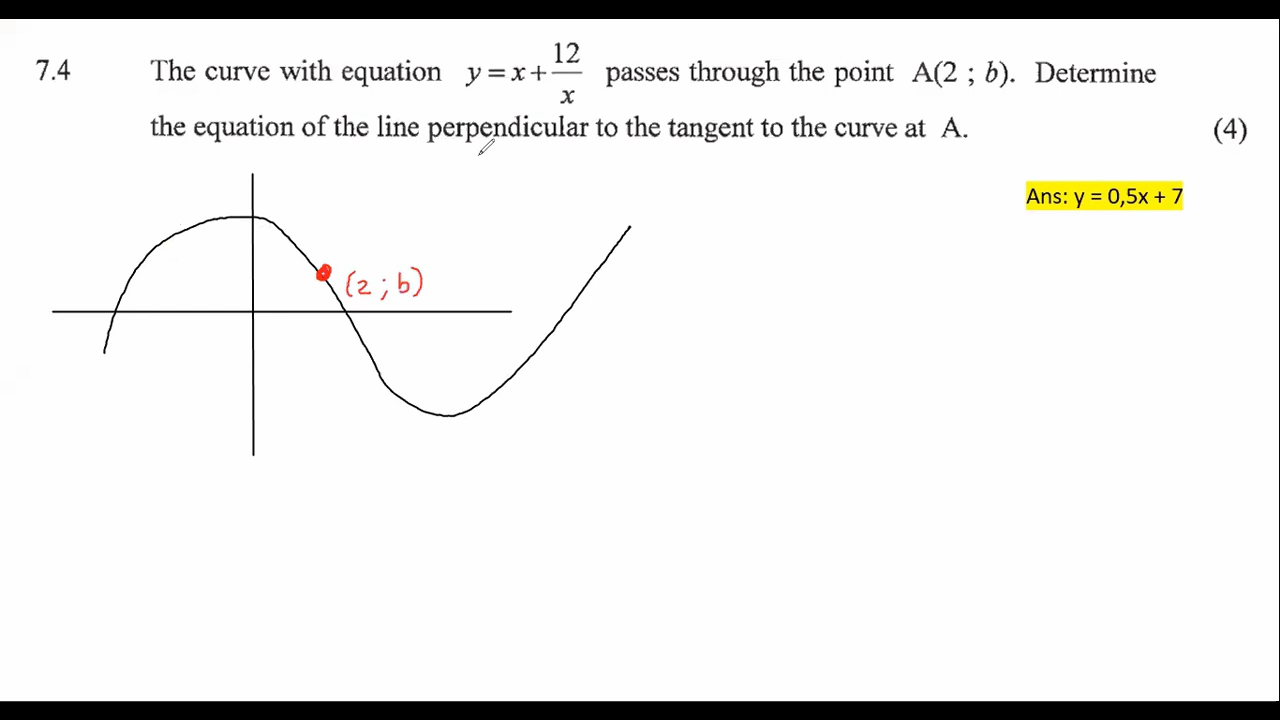 7.4 The curve with equation y = x + 12/x passes through the point A(2 ; b). Determine
the equation of the line perpendicular to the tangent to the curve at A. (4)
Ans: y = 0,5x + 7
(2 ; b)